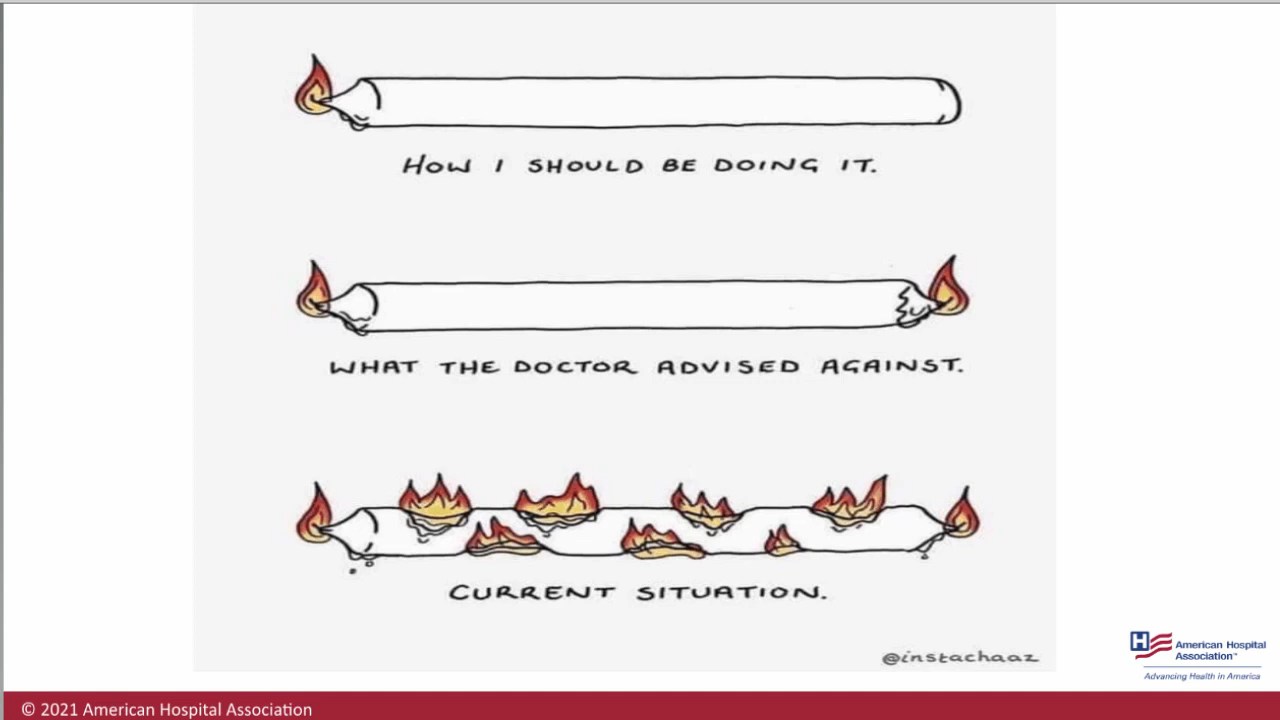 HOW I SHOULD BE DOING IT.
WHAT THE DOCTOR ADVISED AGAINST.
CURRENT SITUATION.
@instachaaz
H
American Hospital
Association™
Advancing Health in America
© 2021 American Hospital Association